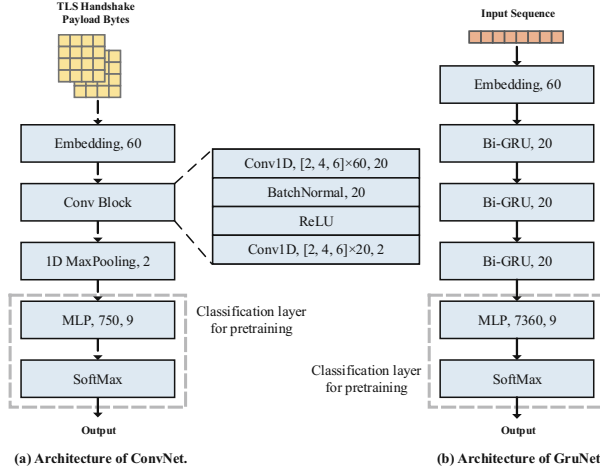 TLS Handshake
Payload Bytes
Embedding, 60
Conv Block
1D MaxPooling, 2
MLP, 750, 9
SoftMax
Output
(a) Architecture of ConvNet.
Conv1D, [2, 4, 6]×60, 20
BatchNormal, 20
ReLU
Conv1D, [2, 4, 6]×20, 2
Classification layer
for pretraining
Input Sequence
Embedding, 60
Bi-GRU, 20
Bi-GRU, 20
Bi-GRU, 20
MLP, 7360, 9
SoftMax
Classification layer
for pretraining
Output
(b) Architecture of GruNet